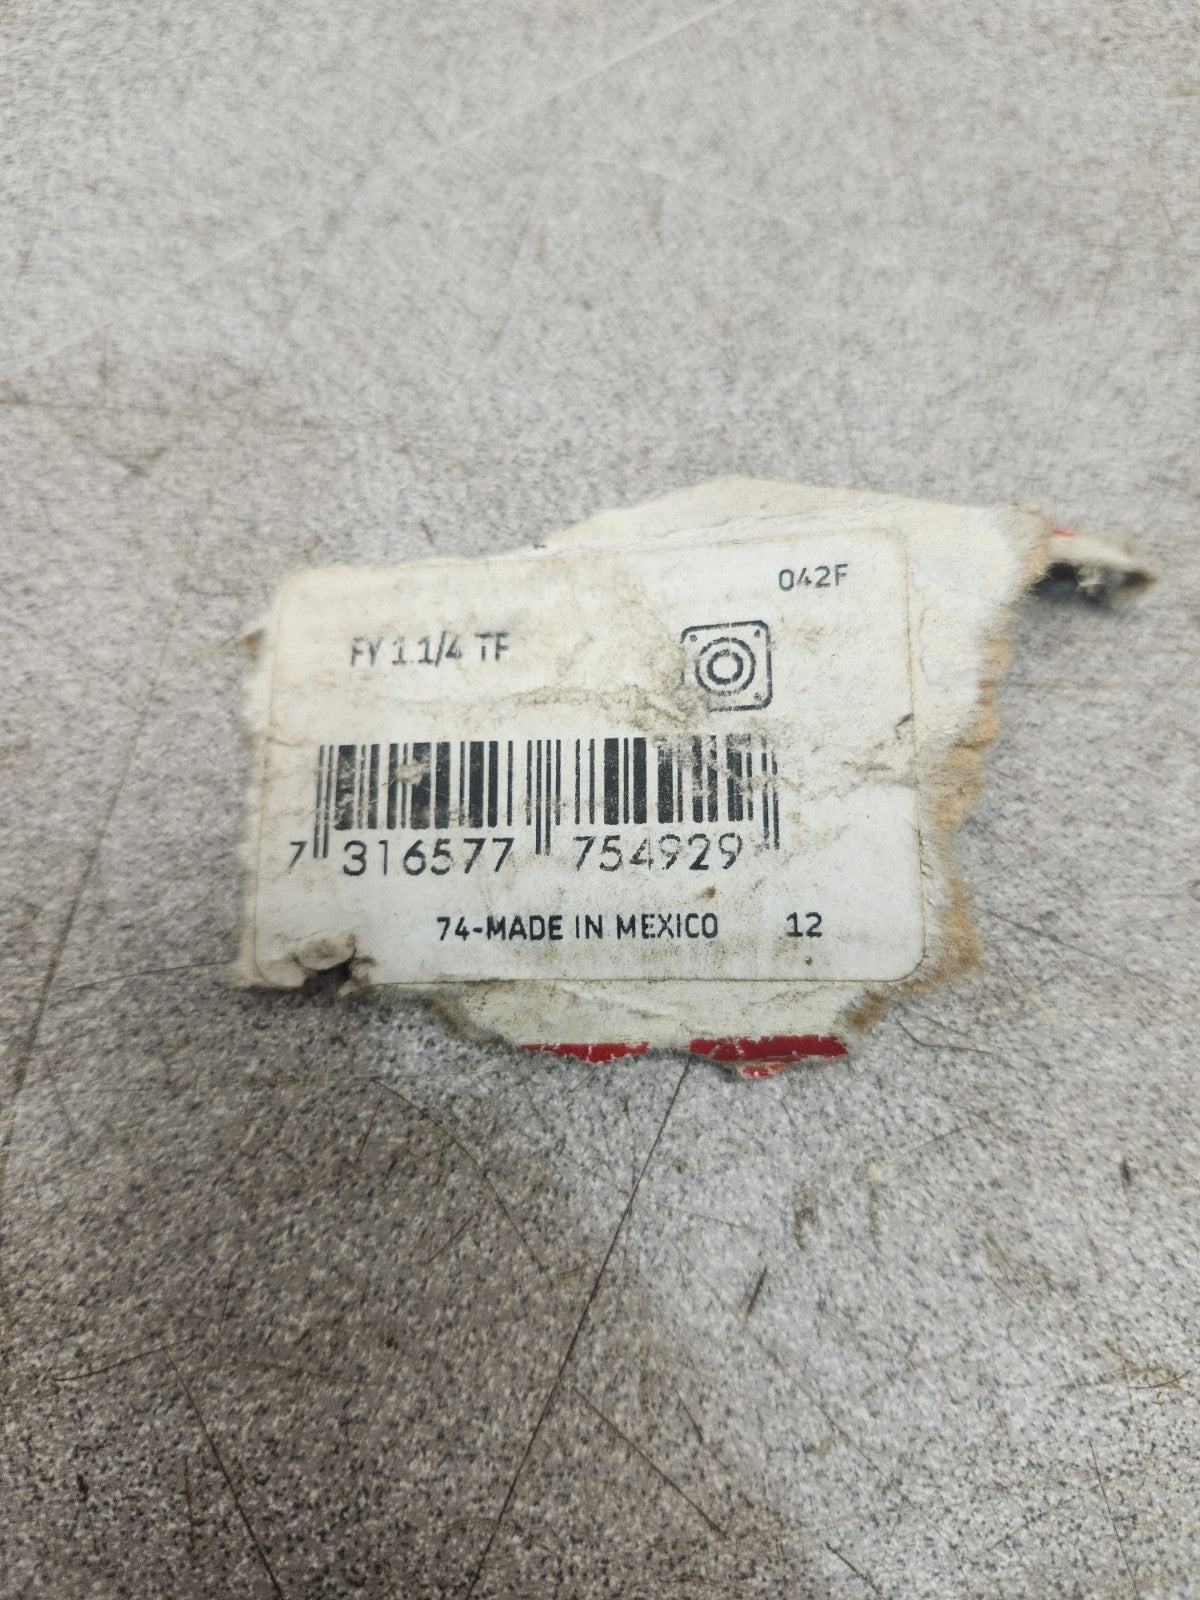 042F
FY 1.1/4 TF
7 316577 754929
74-MADE IN MEXICO 12